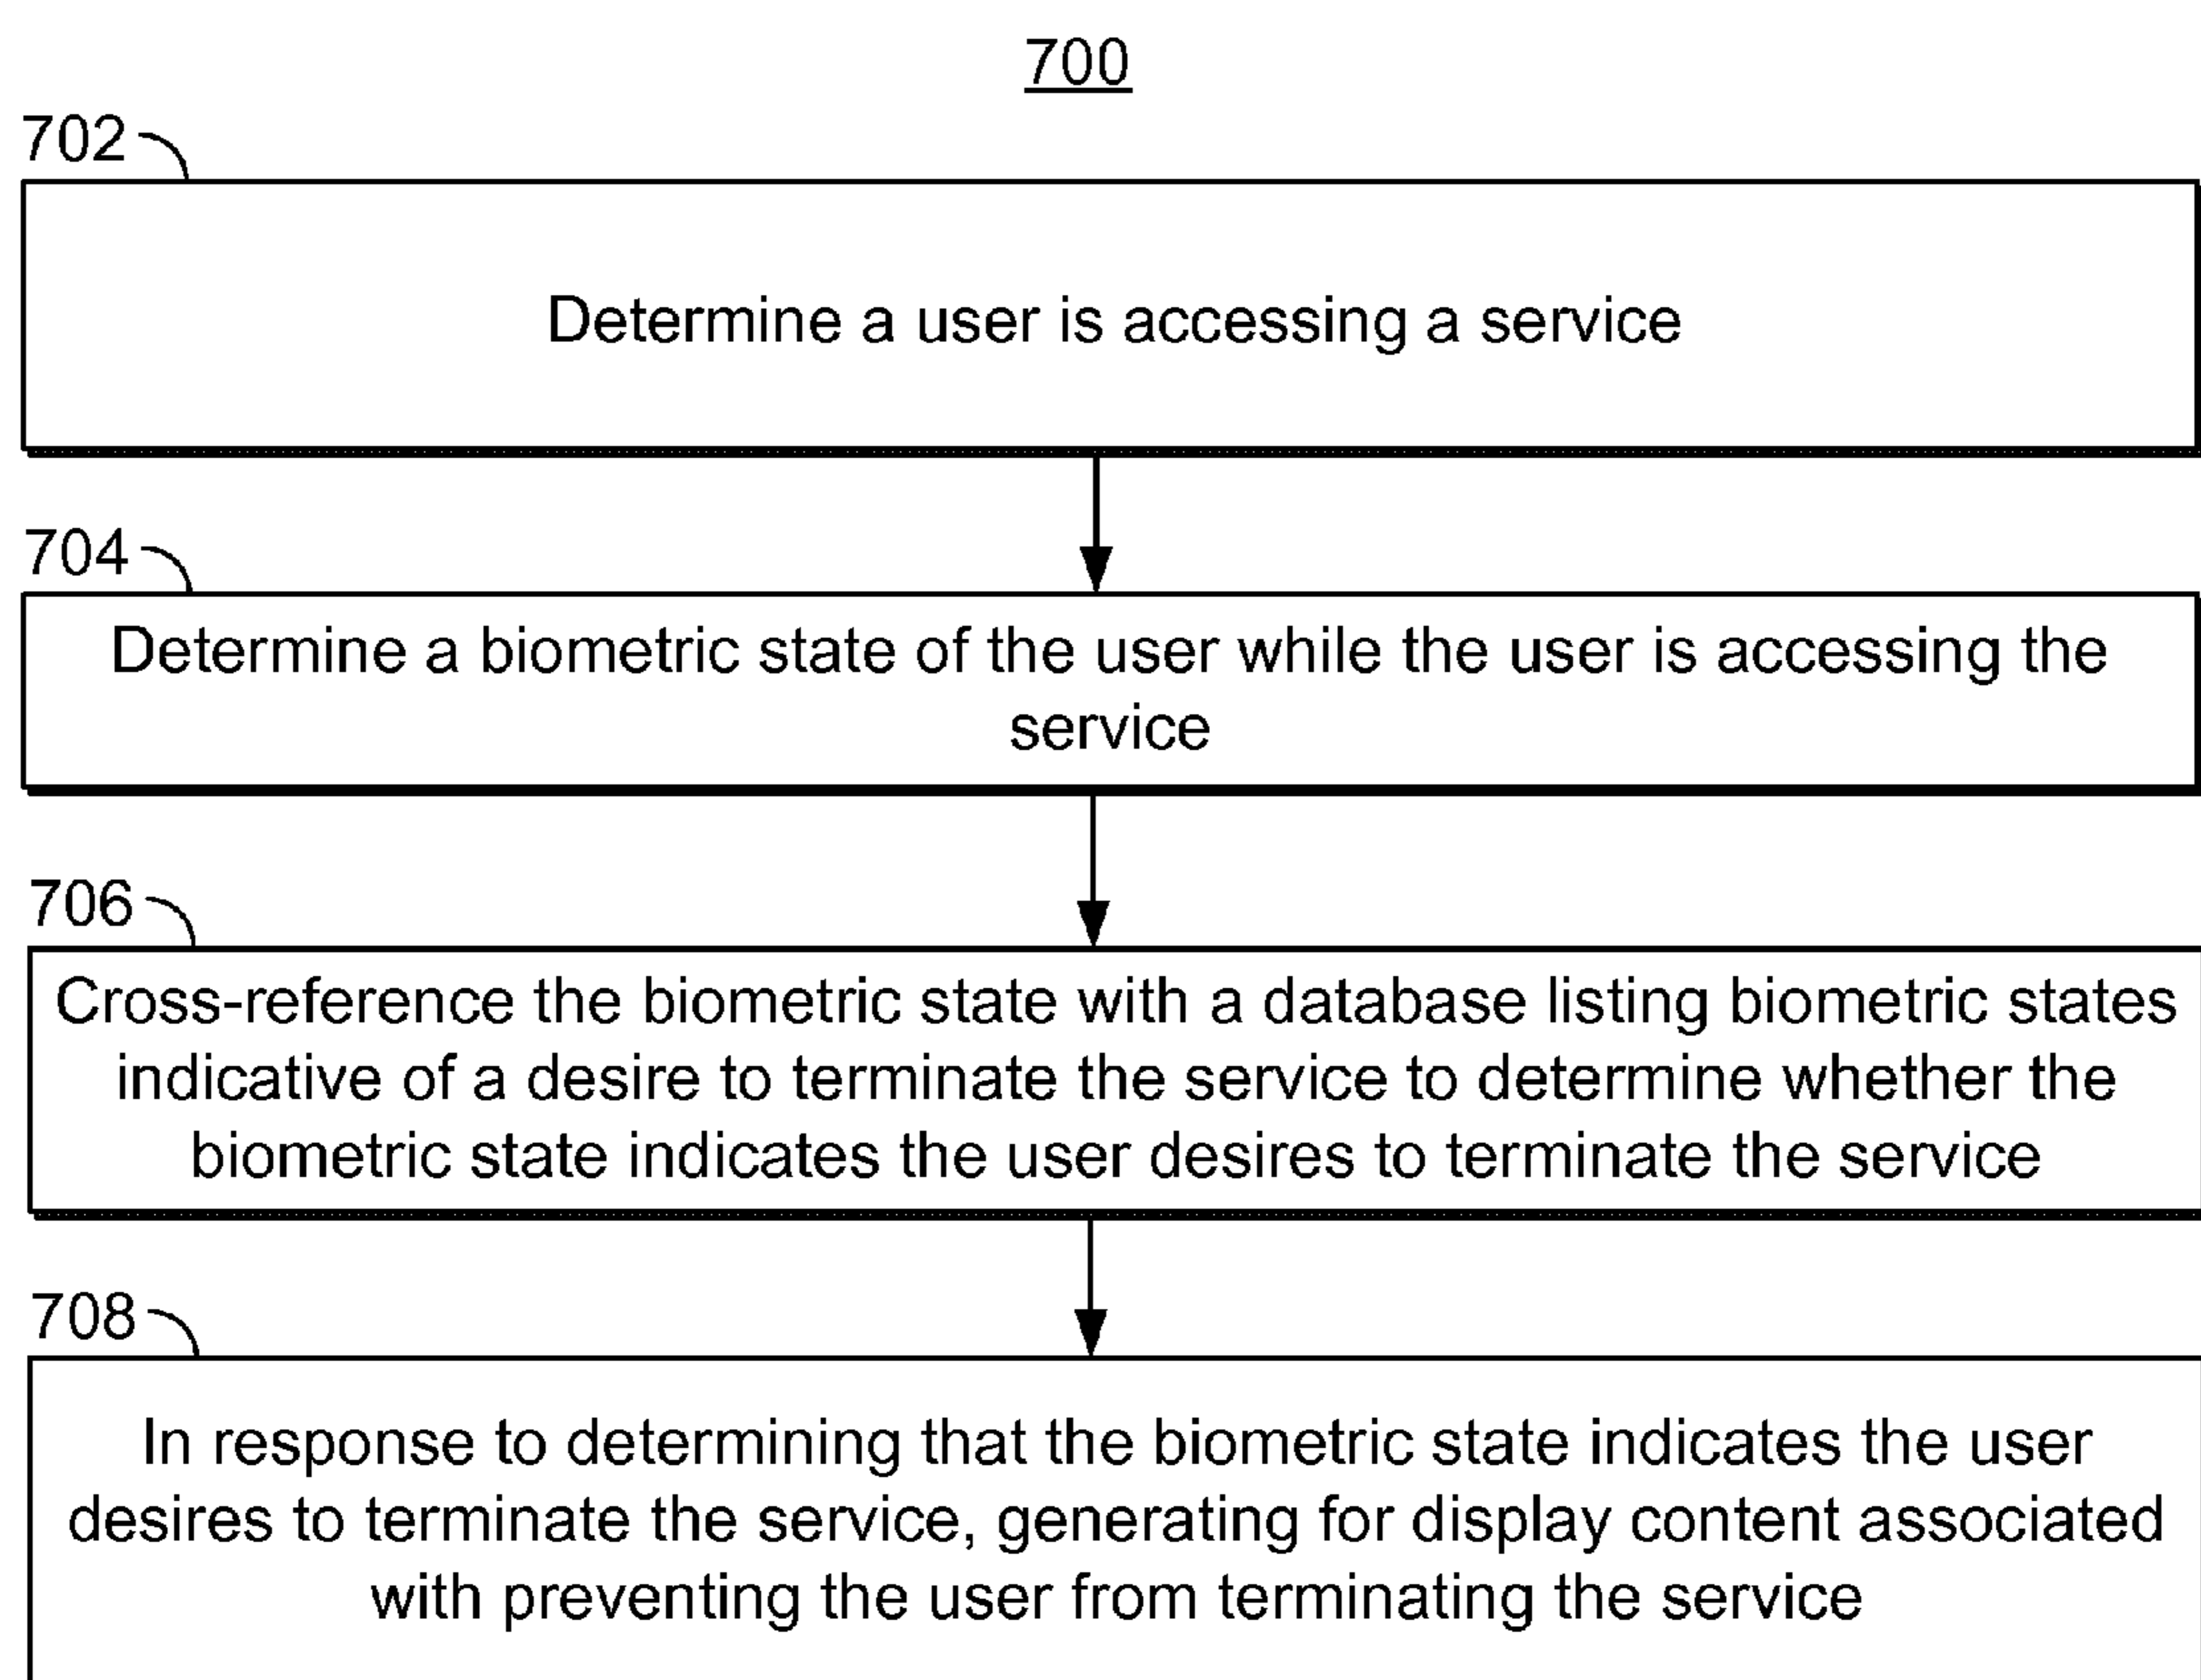 700
702
Determine a user is accessing a service
704
Determine a biometric state of the user while the user is accessing the
service
706
Cross-reference the biometric state with a database listing biometric states
indicative of a desire to terminate the service to determine whether the
biometric state indicates the user desires to terminate the service
708
In response to determining that the biometric state indicates the user
desires to terminate the service, generating for display content associated
with preventing the user from terminating the service